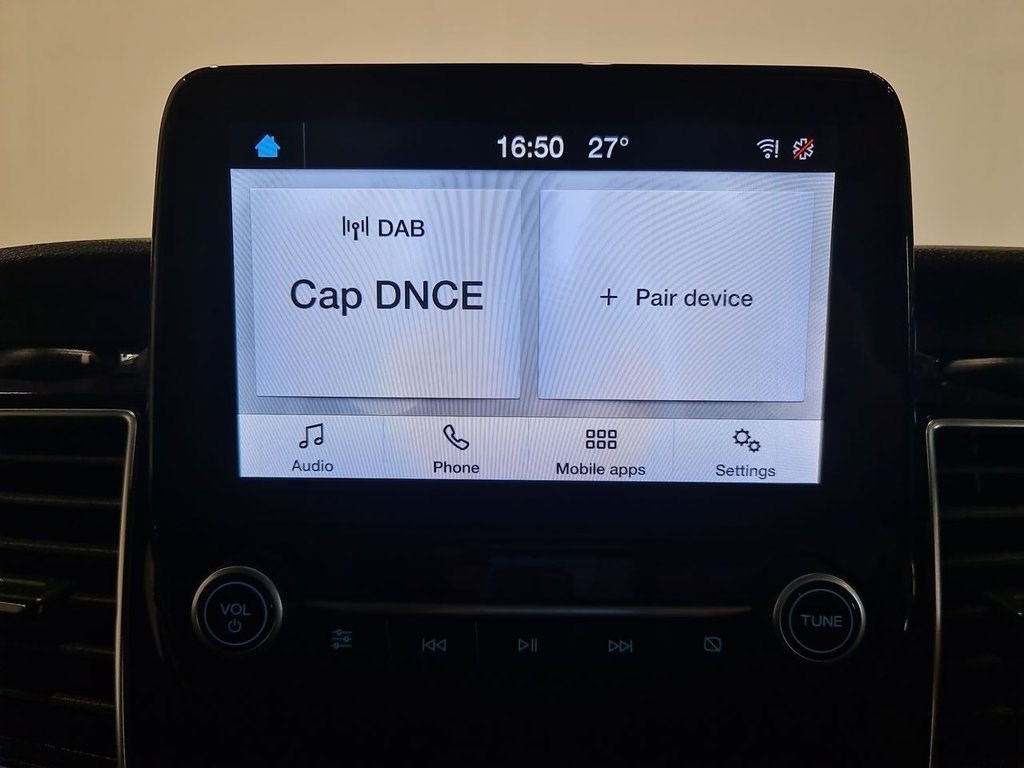 16:50 27°
DAB
Cap DNCE
+ Pair device
Audio Phone Mobile apps Settings
VOL
TUNE